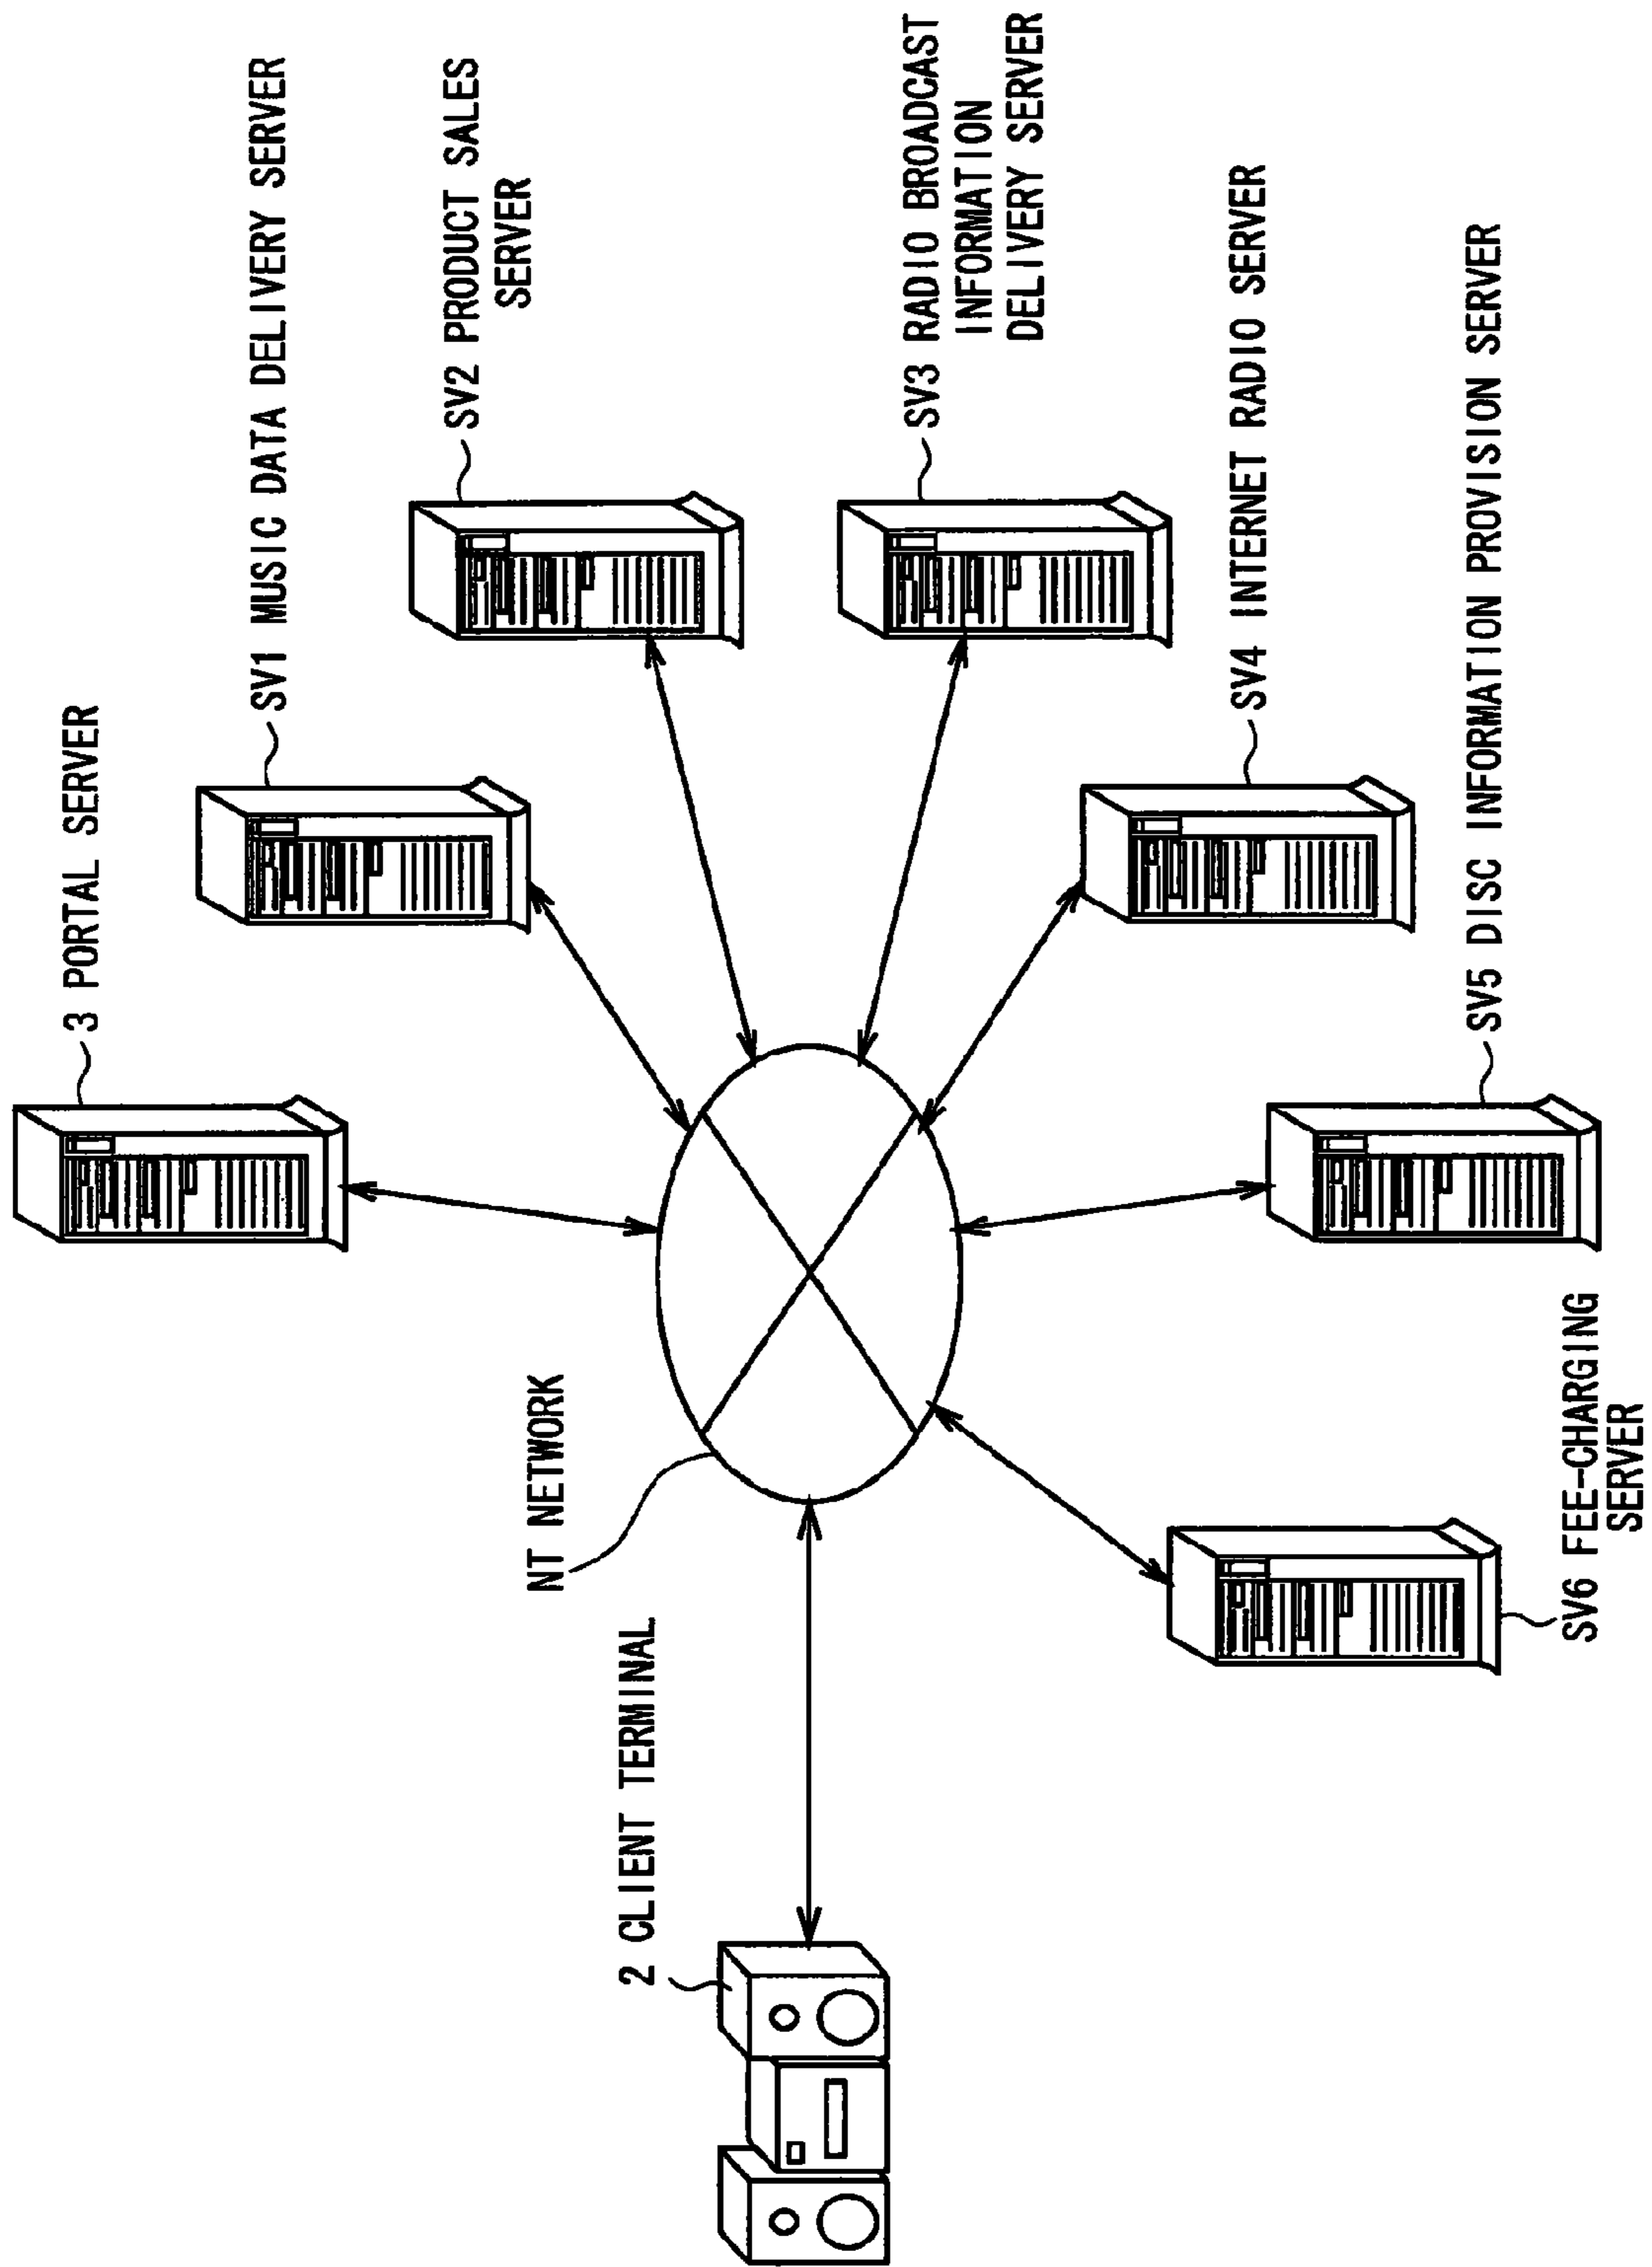 3 PORTAL SERVER
SV1 MUSIC DATA DELIVERY SERVER
SV2 PRODUCT SALES
SERVER
SV3 RADIO BROADCAST
INFORMATION
DELIVERY SERVER
SV4 INTERNET RADIO SERVER
SV5 DISC INFORMATION PROVISION SERVER
SV6 FEE-CHARGING
SERVER
NT NETWORK
2 CLIENT TERMINAL